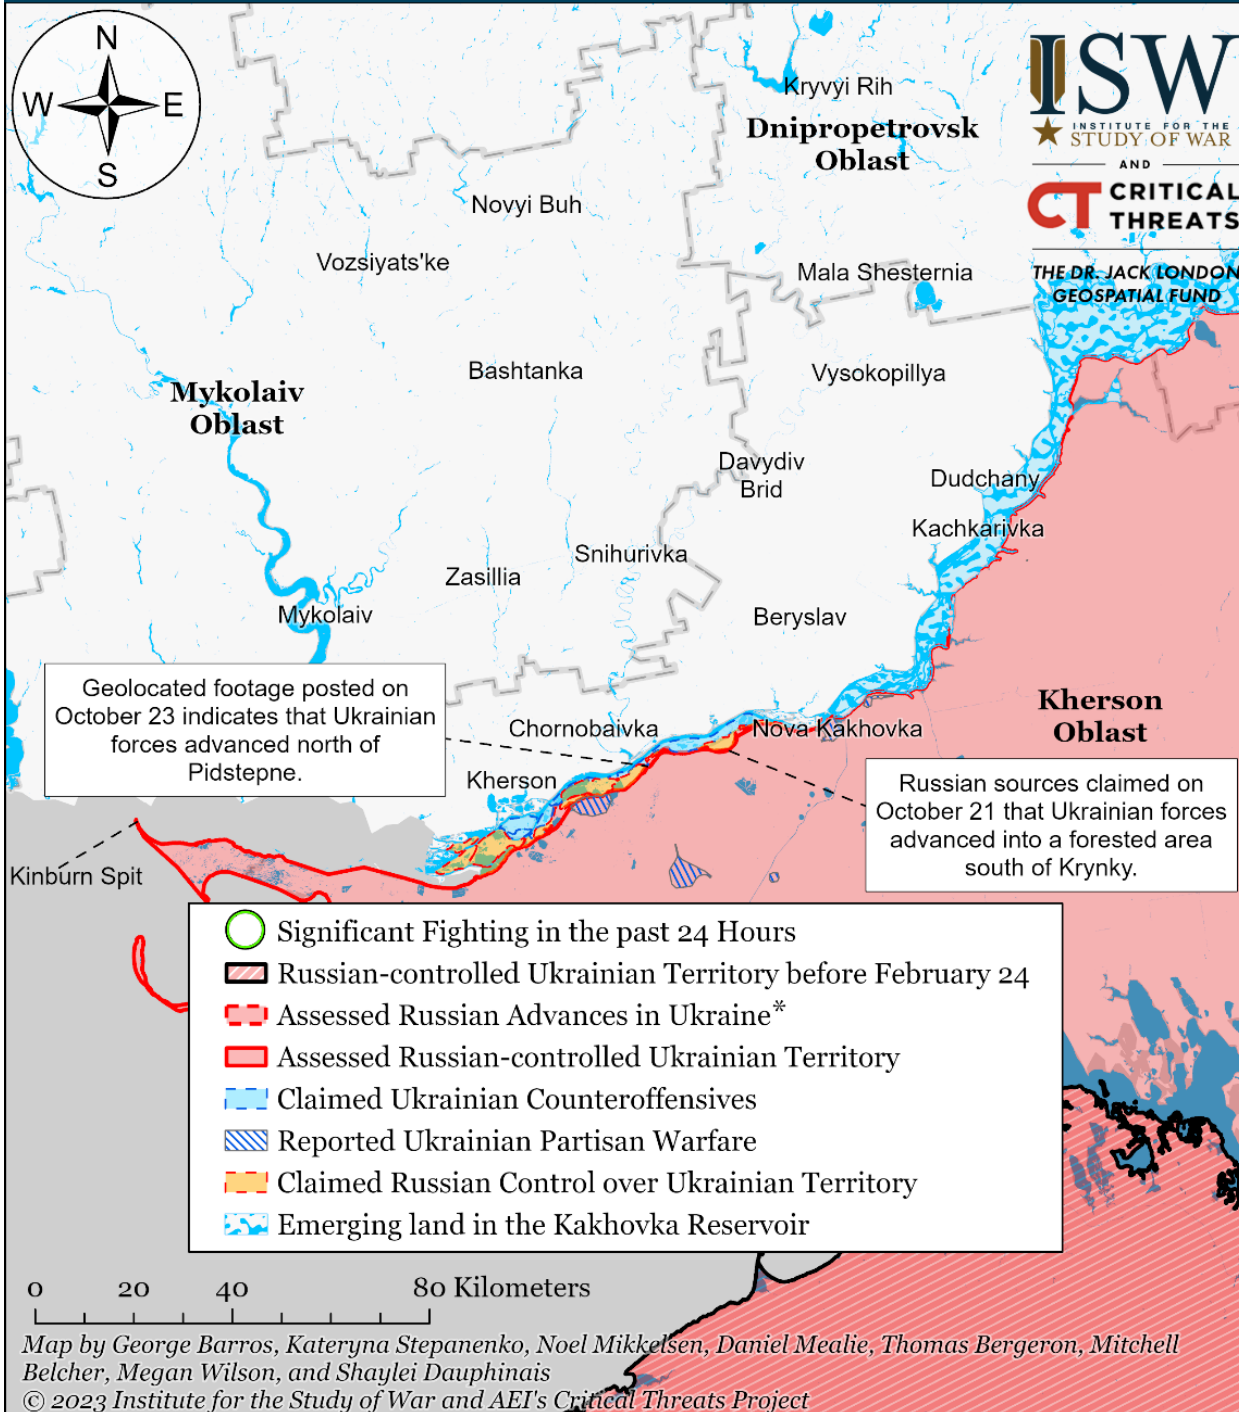 N
W
E
S
ISW
INSTITUTE FOR THE
STUDY OF WAR
AND
CT CRITICAL
THREATS
THE DR. JACK LONDON
GEOSPATIAL FUND
Kryvyi Rih
Dnipropetrovsk
Oblast
Novyi Buh
Vozsiyats'ke
Mala Shesternia
Bashtanka
Vysokopillya
Mykolaiv
Oblast
Davydiv
Brid
Dudchany
Kachkarivka
Snihurivka
Zasillia
Mykolaiv
Beryslav
Geolocated footage posted on
October 23 indicates that Ukrainian
forces advanced north of
Pidstepne.
Kherson
Oblast
Chornobaivka
Nova Kakhovka
Kherson
Russian sources claimed on
October 21 that Ukrainian forces
advanced into a forested area
south of Krynky.
Kinburn Spit
Significant Fighting in the past 24 Hours
Russian-controlled Ukrainian Territory before February 24
Assessed Russian Advances in Ukraine*
Assessed Russian-controlled Ukrainian Territory
Claimed Ukrainian Counteroffensives
Reported Ukrainian Partisan Warfare
Claimed Russian Control over Ukrainian Territory
Emerging land in the Kakhovka Reservoir
0 20 40 80 Kilometers
Map by George Barros, Kateryna Stepanenko, Noel Mikkelsen, Daniel Mealie, Thomas Bergeron, Mitchell
Belcher, Megan Wilson, and Shaylei Dauphinais
© 2023 Institute for the Study of War and AEI's Critical Threats Project